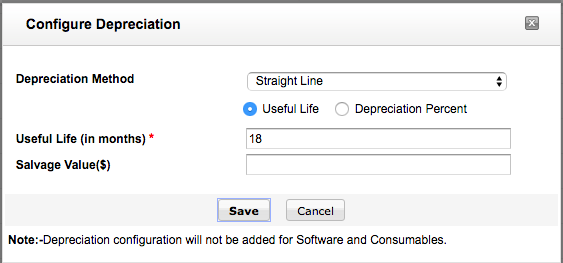 Configure Depreciation
Depreciation Method
Straight Line
Useful Life
Depreciation Percent
Useful Life (in months) *
18
Salvage Value($)
Save
Cancel
Note:-Depreciation configuration will not be added for Software and Consumables.